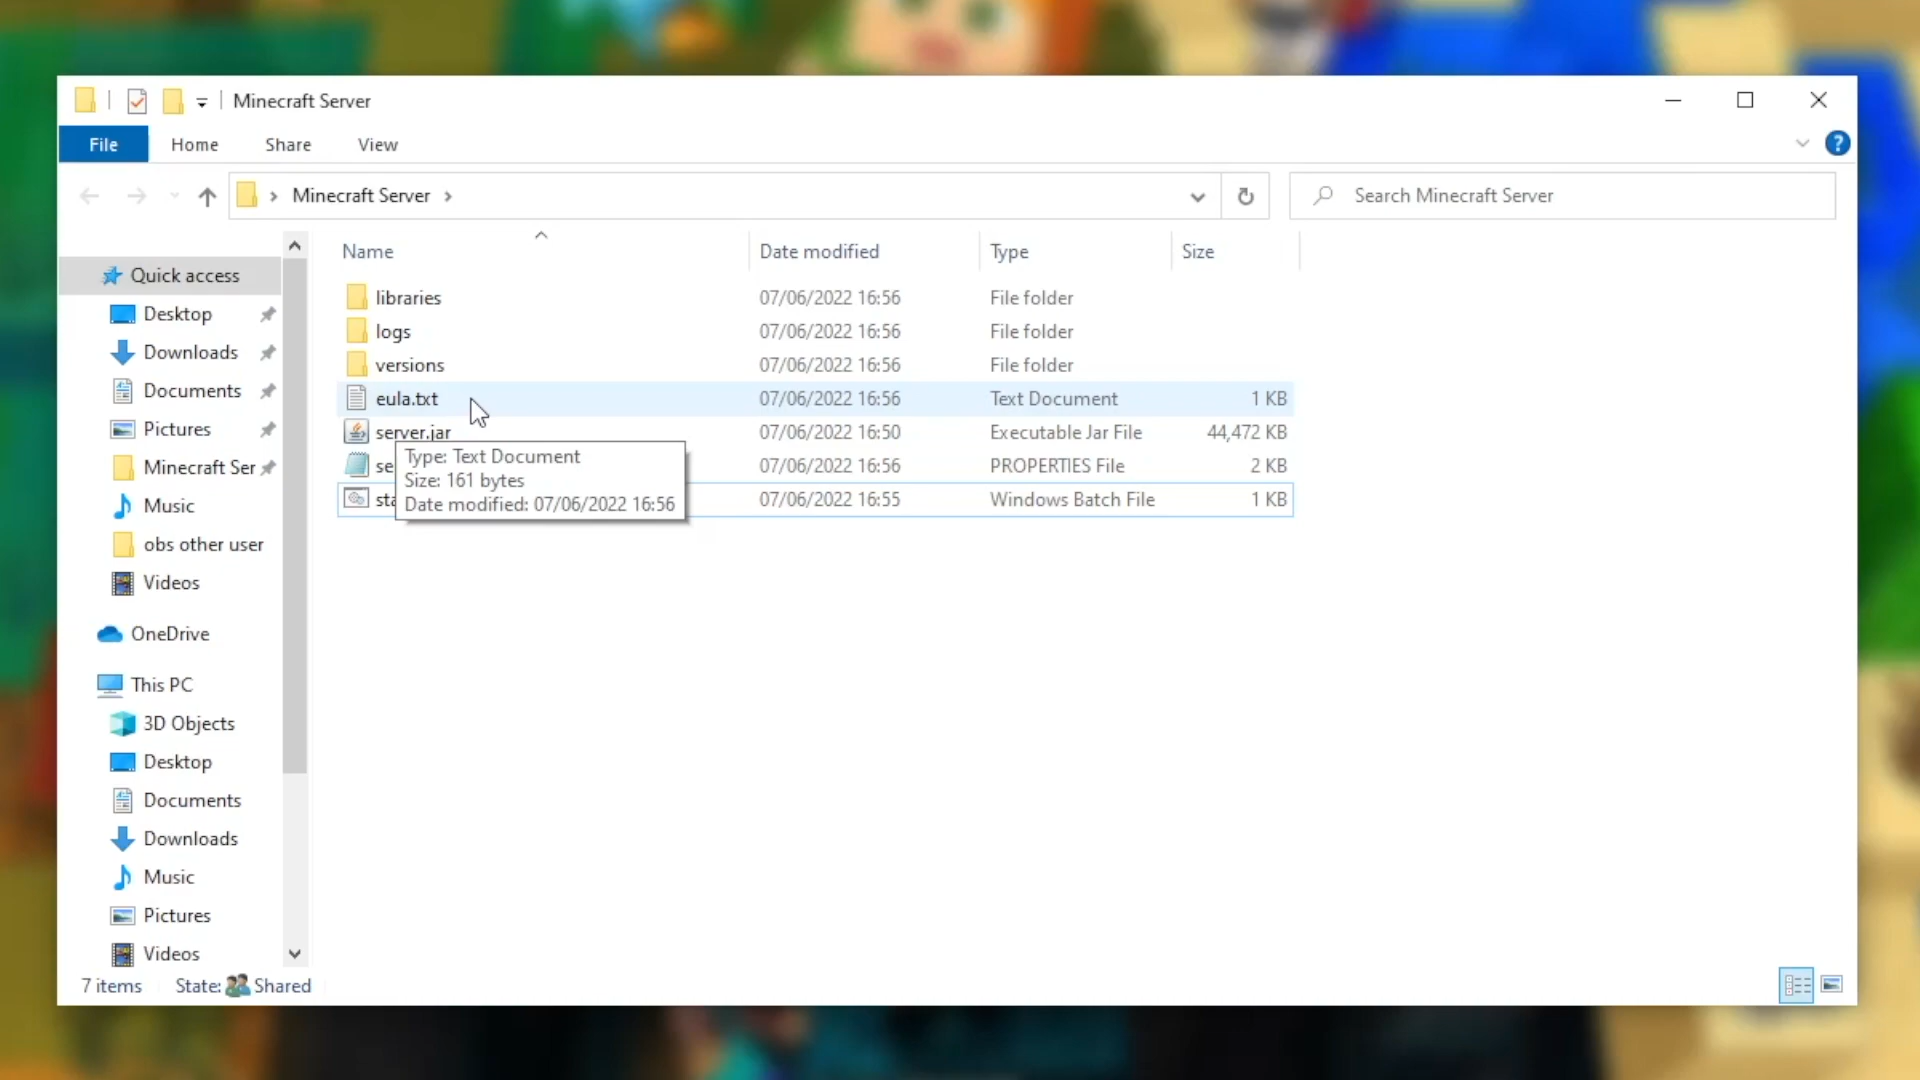 Minecraft Server
File Home Share View
Minecraft Server
Search Minecraft Server
Name Date modified Type Size
Quick access
Desktop
Downloads
Documents
Pictures
Minecraft Ser
Music
obs other user
Videos
OneDrive
This PC
3D Objects
Desktop
Documents
Downloads
Music
Pictures
Videos
libraries 07/06/2022 16:56 File folder
logs 07/06/2022 16:56 File folder
versions 07/06/2022 16:56 File folder
eula.txt 07/06/2022 16:56 Text Document 1 KB
server.jar 07/06/2022 16:50 Executable Jar File 44,472 KB
se 07/06/2022 16:56 PROPERTIES File 2 KB
sta 07/06/2022 16:55 Windows Batch File 1 KB
Type: Text Document
Size: 161 bytes
Date modified: 07/06/2022 16:56
7 items State: Shared